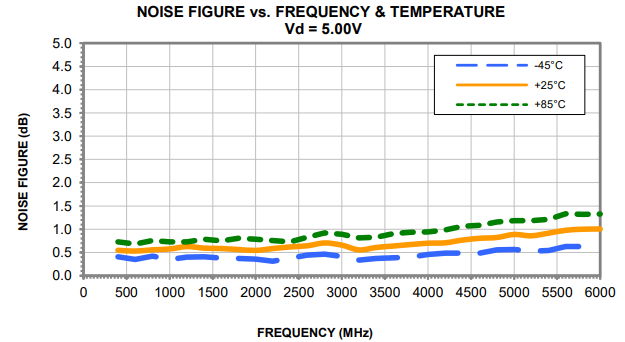 NOISE FIGURE vs. FREQUENCY & TEMPERATURE
Vd = 5.00V
5.0
4.5
4.0
3.5
3.0
2.5
2.0
1.5
1.0
0.5
0.0
NOISE FIGURE (dB)
-45°C
+25°C
+85°C
0 500 1000 1500 2000 2500 3000 3500 4000 4500 5000 5500 6000
FREQUENCY (MHz)